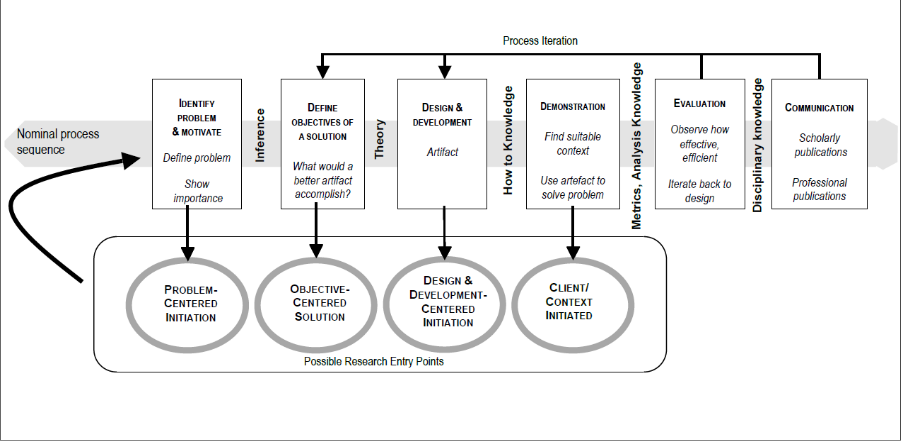 Process Iteration
Nominal process
sequence
IDENTIFY
PROBLEM
& MOTIVATE
Define problem
Show
importance
Inference
DEFINE
OBJECTIVES OF
A SOLUTION
What would a
better artifact
accomplish?
Theory
DESIGN &
DEVELOPMENT
Artifact
How to Knowledge
DEMONSTRATION
Find suitable
context
Use artefact to
solve problem
Metrics, Analysis Knowledge
EVALUATION
Observe how
effective,
efficient
Iterate back to
design
Disciplinary knowledge
COMMUNICATION
Scholarly
publications
Professional
publications
PROBLEM-
CENTERED
INITIATION
OBJECTIVE-
CENTERED
SOLUTION
DESIGN &
DEVELOPMENT-
CENTERED
INITIATION
CLIENT/
CONTEXT
INITIATED
Possible Research Entry Points